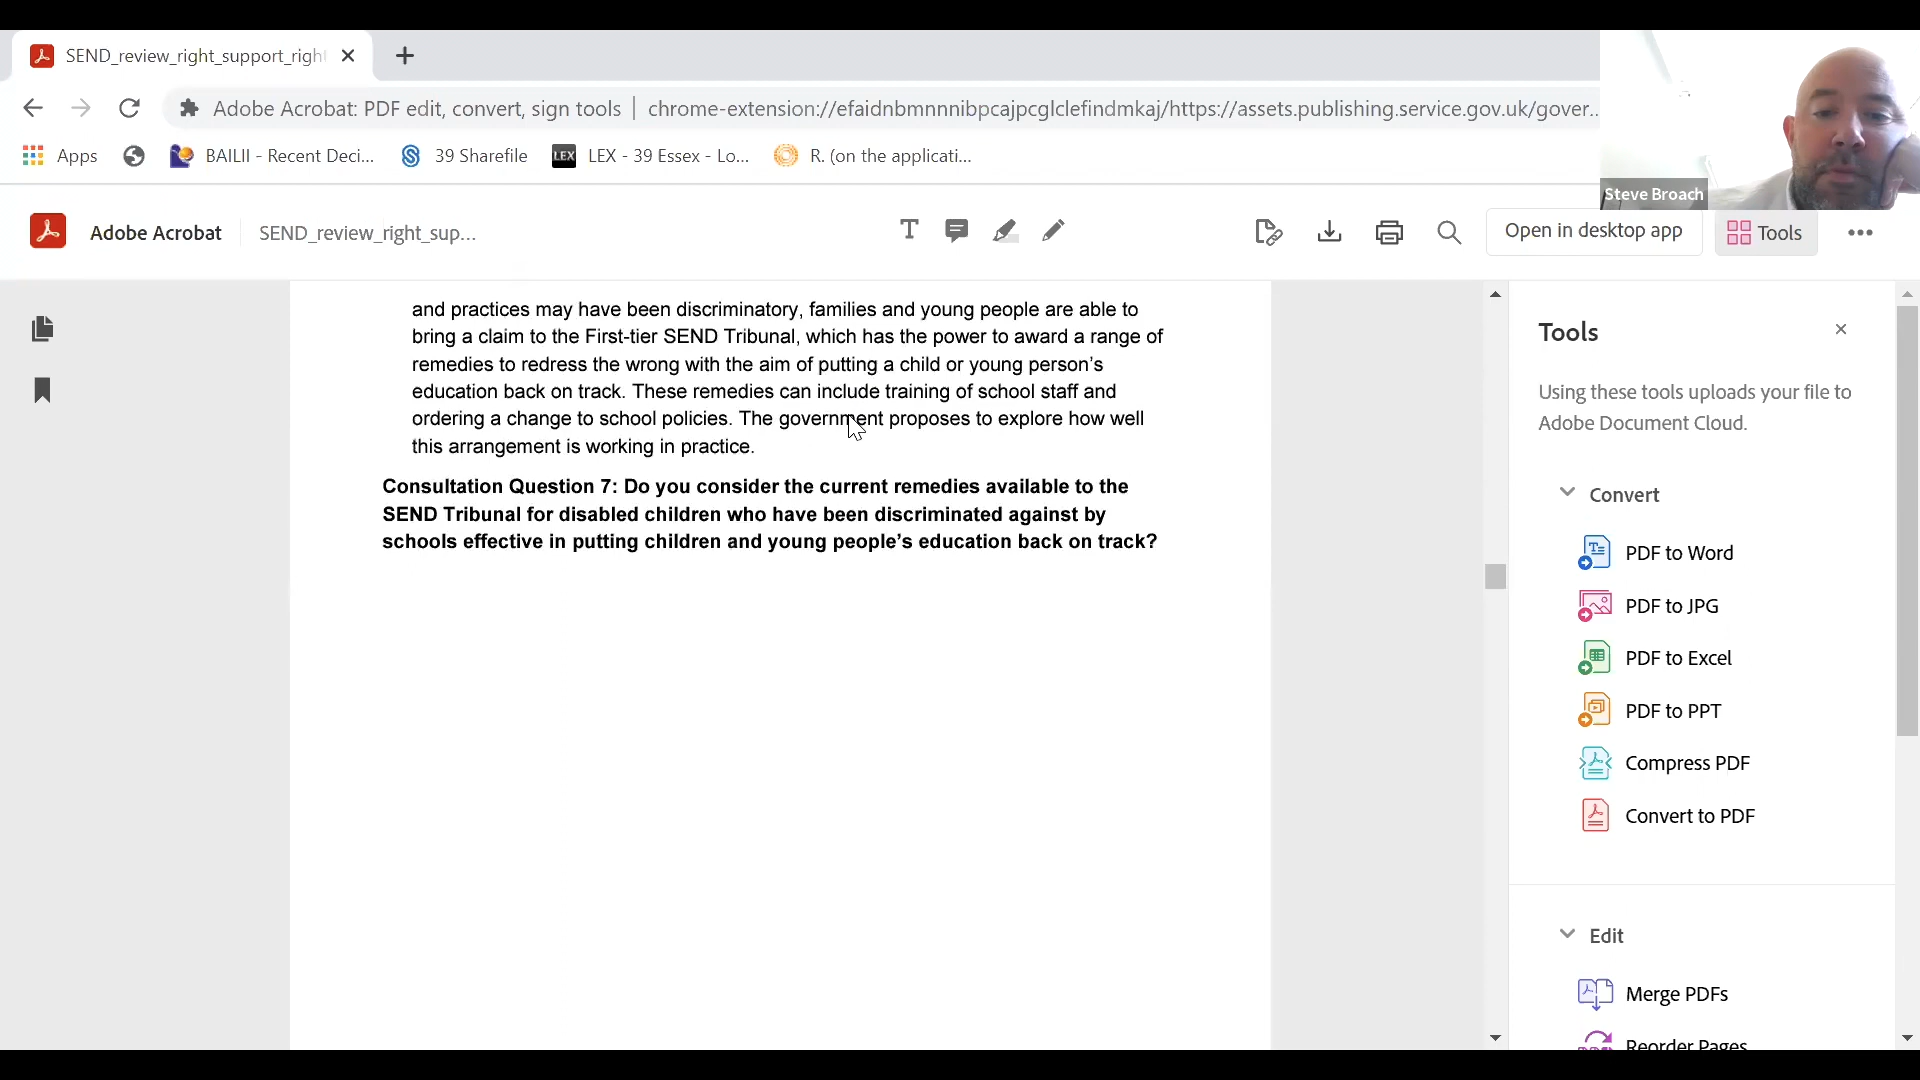 SEND_review_right_support_right
Adobe Acrobat: PDF edit, convert, sign tools | chrome-extension://efaidnbmnnnibpcajpcglclefindmkaj/https://assets.publishing.service.gov.uk/gover...
Apps
BAILII - Recent Deci...
39 Sharefile
LEX
LEX - 39 Essex - Lo...
R. (on the applicati...
Steve Broach
Adobe Acrobat
SEND_review_right_sup...
Open in desktop app
Tools
and practices may have been discriminatory, families and young people are able to
bring a claim to the First-tier SEND Tribunal, which has the power to award a range of
remedies to redress the wrong with the aim of putting a child or young person's
education back on track. These remedies can include training of school staff and
ordering a change to school policies. The government proposes to explore how well
this arrangement is working in practice.
Consultation Question 7: Do you consider the current remedies available to the
SEND Tribunal for disabled children who have been discriminated against by
schools effective in putting children and young people's education back on track?
Tools
Using these tools uploads your file to
Adobe Document Cloud.
Convert
PDF to Word
PDF to JPG
PDF to Excel
PDF to PPT
Compress PDF
Convert to PDF
Edit
Merge PDFs
Reorder Pages